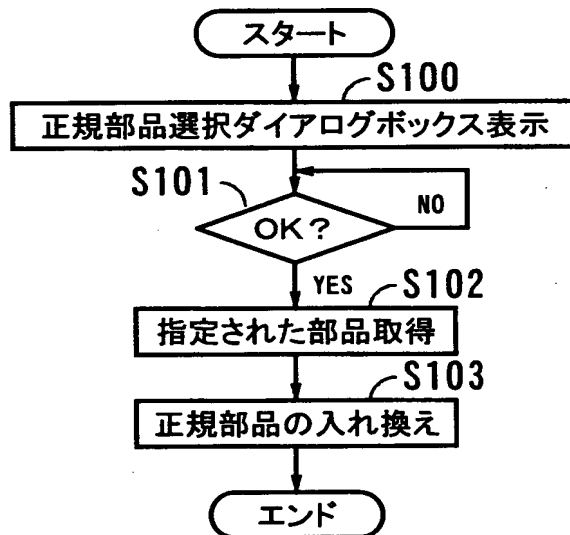 スタート
S100
正規部品選択ダイアログボックス表示
S101
OK?
NO
YES
S102
指定された部品取得
S103
正規部品の入れ換え
エンド